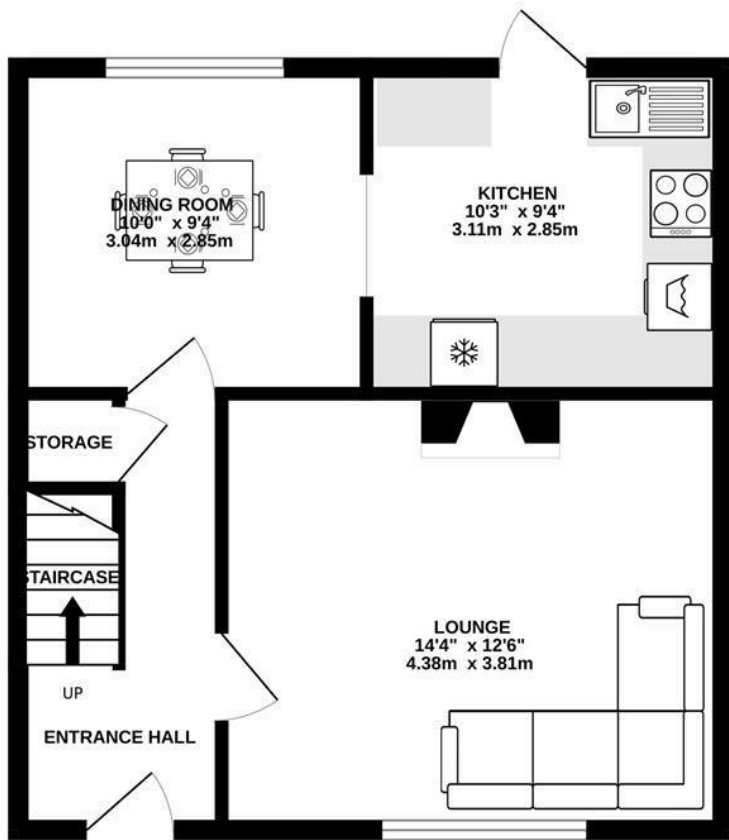 DINING ROOM
10'0" x 9'4"
3.04m x 2.85m
KITCHEN
10'3" x 9'4"
3.11m x 2.85m
STORAGE
STAIRCASE
UP
ENTRANCE HALL
LOUNGE
14'4" x 12'6"
4.38m x 3.81m